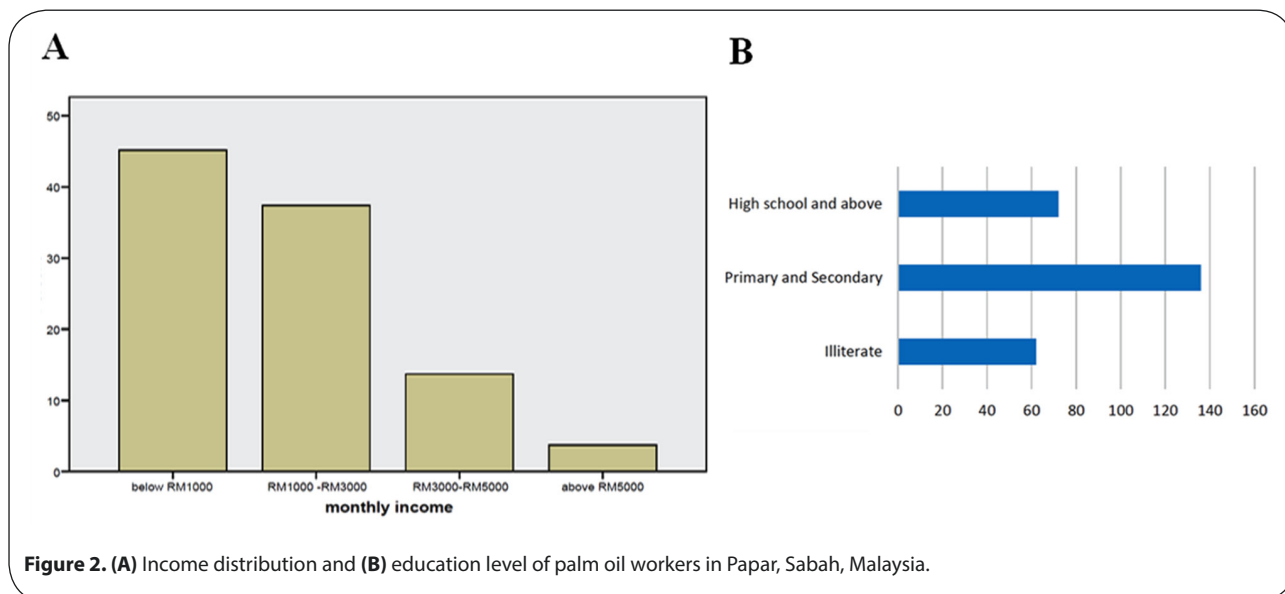 A
50
40
30
20
10
0
below RM1000
RM1000 -RM3000
RM3000-RM5000
above RM5000
monthly income
B
High school and above
Primary and Secondary
Illiterate
0 20 40 60 80 100 120 140 160
Figure 2. (A) Income distribution and (B) education level of palm oil workers in Papar, Sabah, Malaysia.